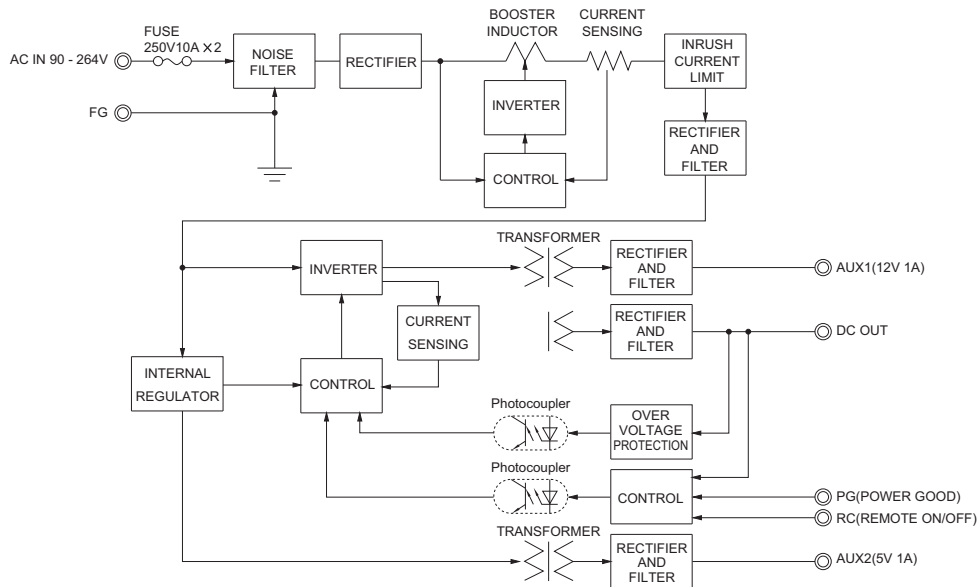 BOOSTER
INDUCTOR
CURRENT
SENSING
FUSE
250V10A ×2
AC IN 90 - 264V
NOISE
FILTER
RECTIFIER
INRUSH
CURRENT
LIMIT
FG
INVERTER
RECTIFIER
AND
FILTER
CONTROL
TRANSFORMER
INVERTER
RECTIFIER
AND
FILTER
AUX1(12V 1A)
CURRENT
SENSING
RECTIFIER
AND
FILTER
DC OUT
INTERNAL
REGULATOR
CONTROL
Photocoupler
OVER
VOLTAGE
PROTECTION
Photocoupler
CONTROL
PG(POWER GOOD)
RC(REMOTE ON/OFF)
TRANSFORMER
RECTIFIER
AND
FILTER
AUX2(5V 1A)